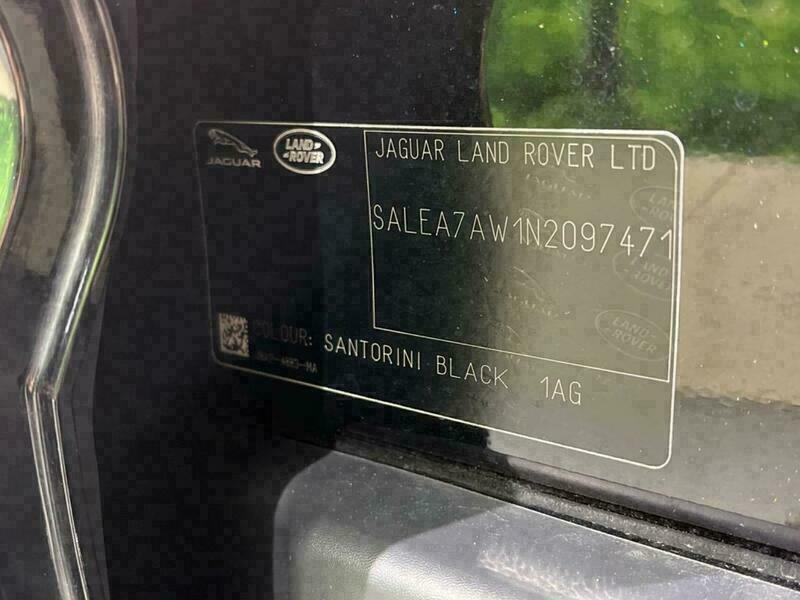 JAGUAR
LAND ROVER
JAGUAR LAND ROVER LTD
SALEA7AW1N2097471
COLOUR: SANTORINI BLACK 1AG